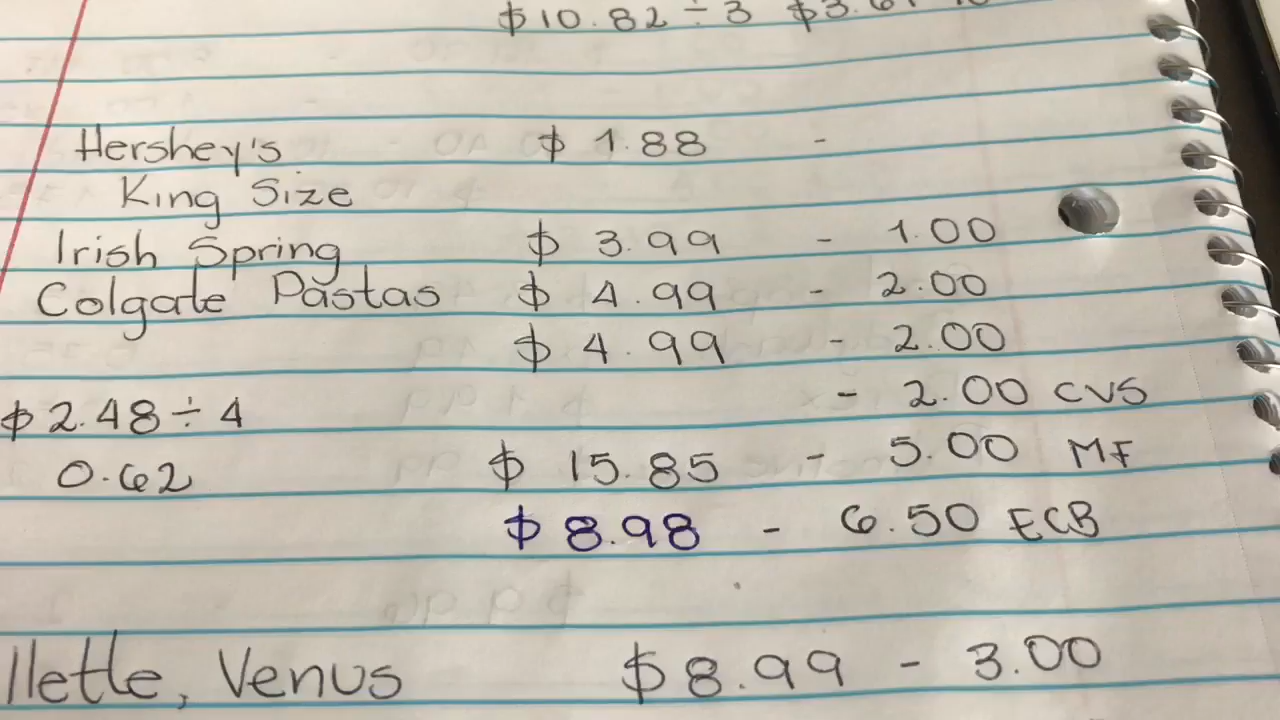 $10.82 ÷ 3 $3.61
Hershey's $ 1.88 -
King Size
Irish Spring $ 3.99 - 1.00
Colgate Pastas $ 4.99 - 2.00
$ 4.99 - 2.00
- 2.00 CVS
$ 2.48 ÷ 4
0.62 $ 15.85 - 5.00 MF
$ 8.98 - 6.50 ECB
llette, Venus $ 8.99 - 3.00